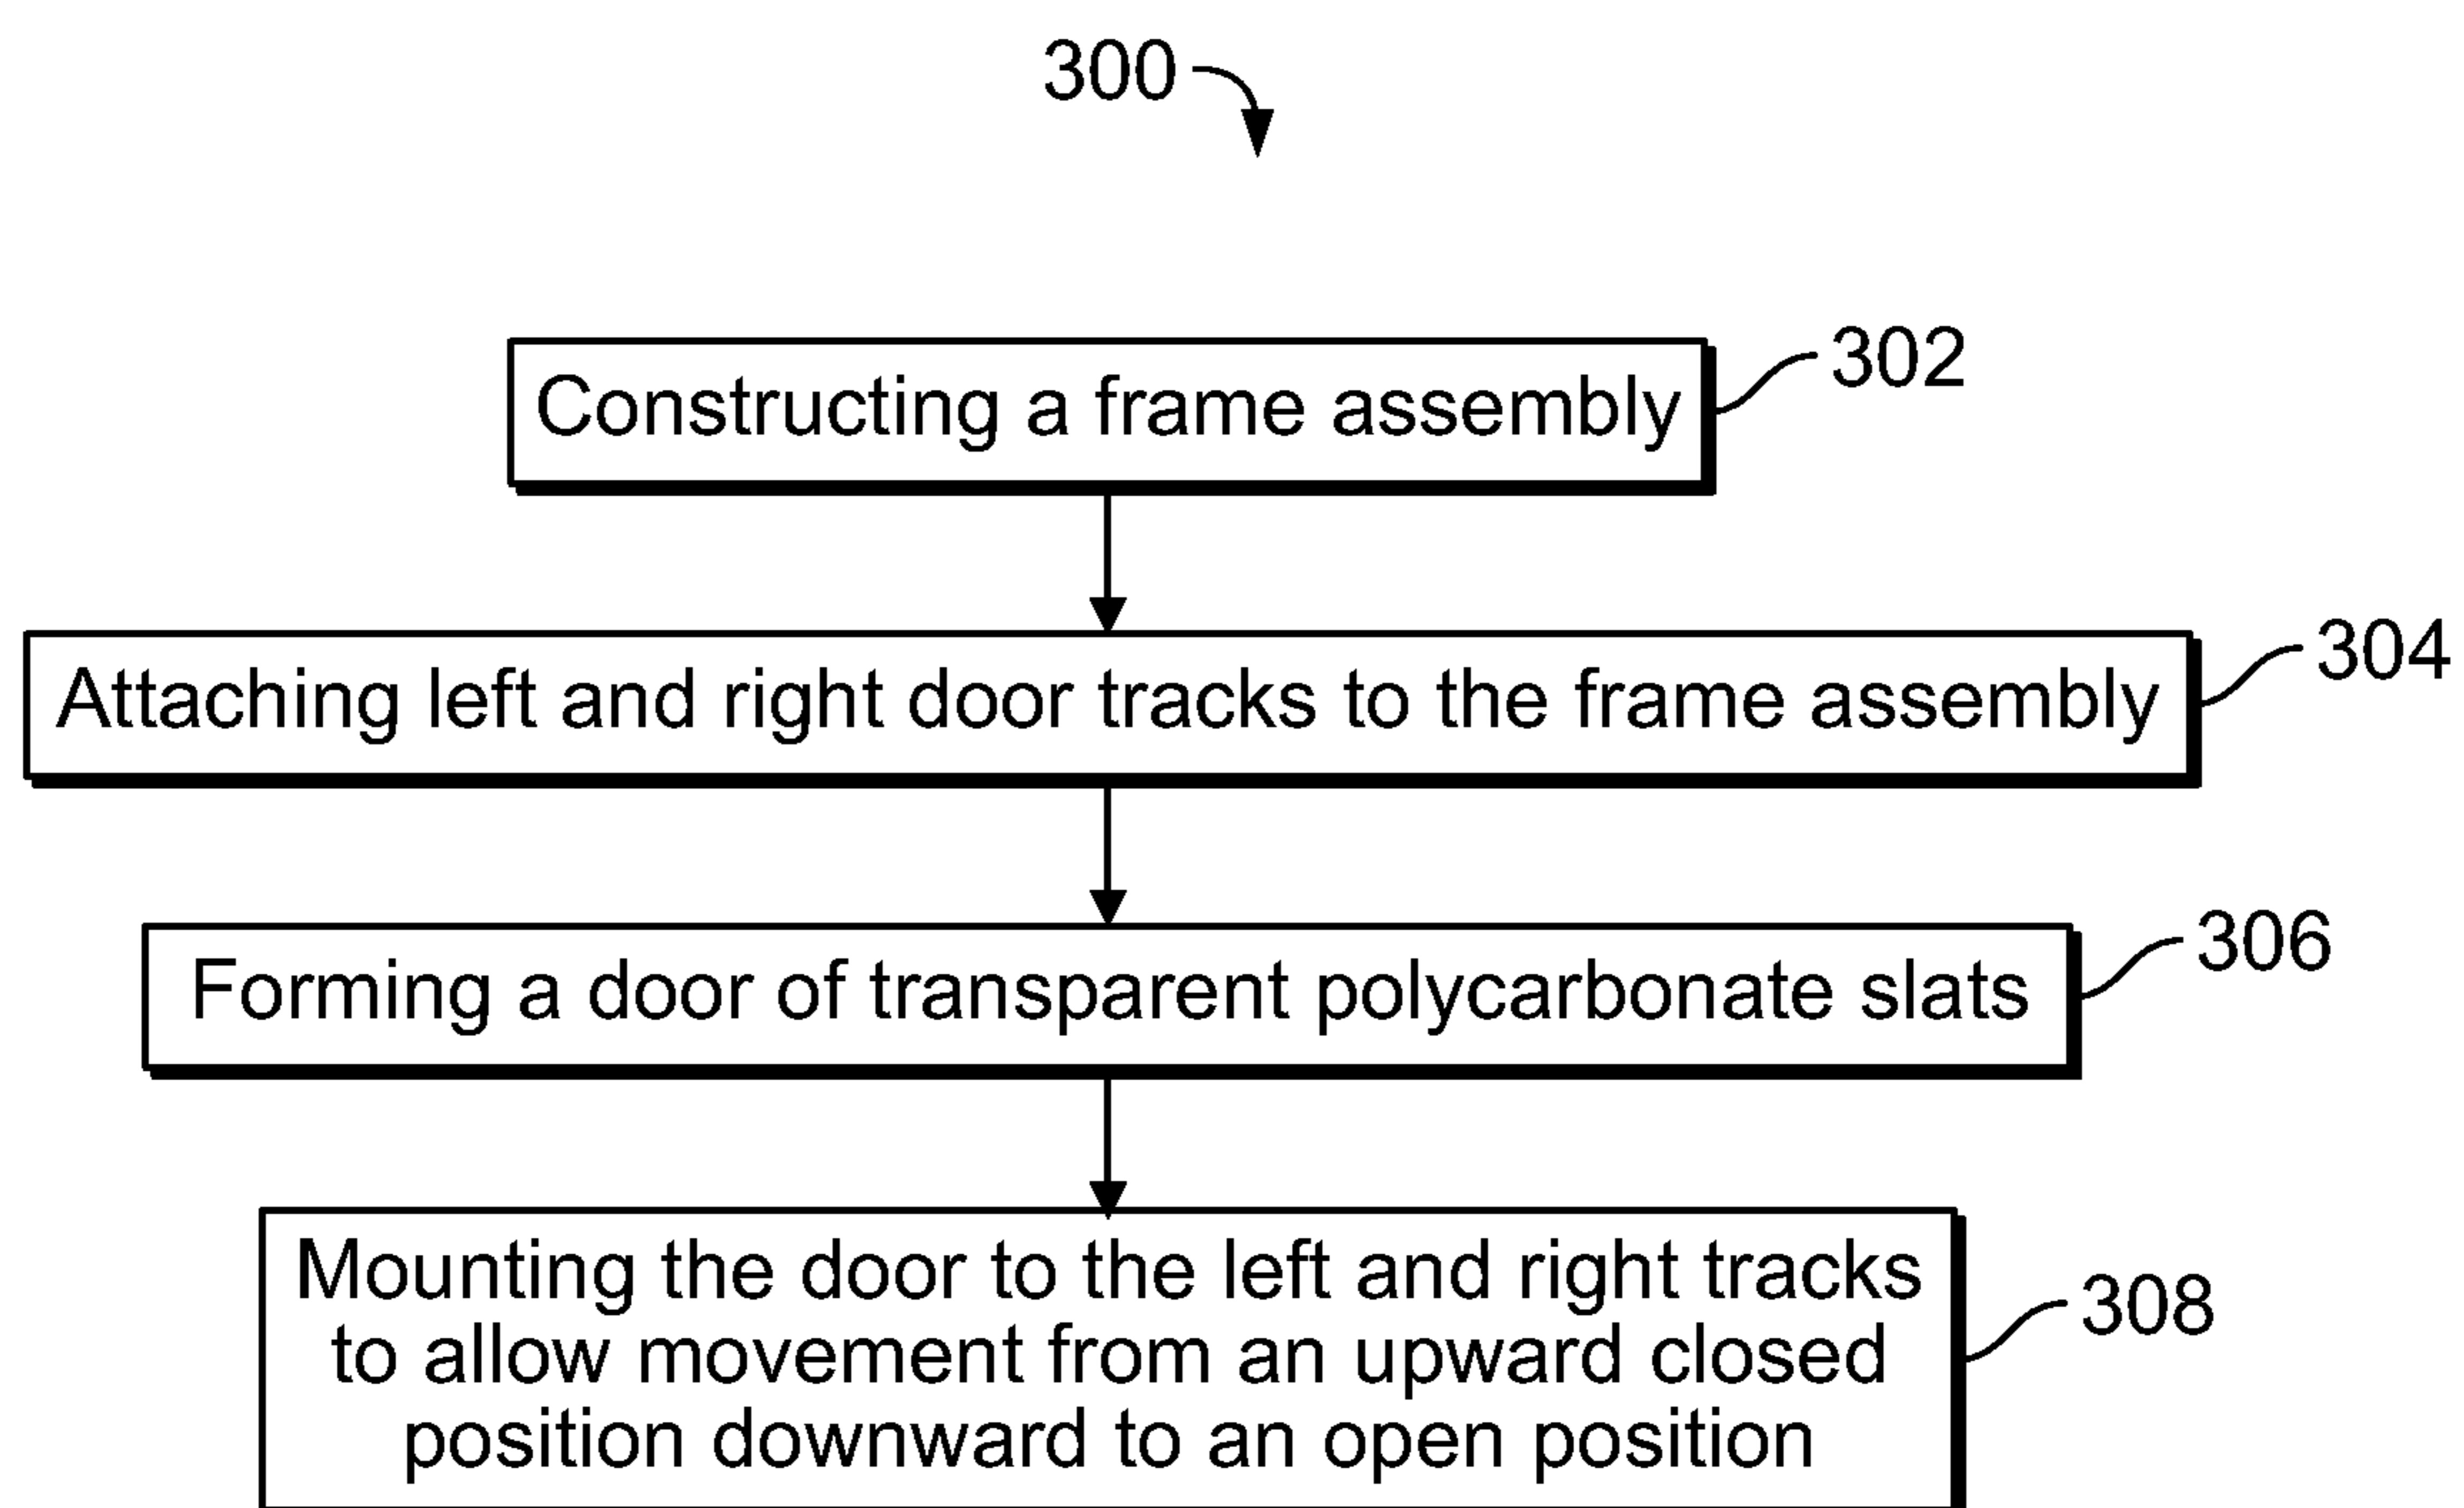 300
Constructing a frame assembly
302
Attaching left and right door tracks to the frame assembly
304
Forming a door of transparent polycarbonate slats
306
Mounting the door to the left and right tracks
to allow movement from an upward closed
position downward to an open position
308